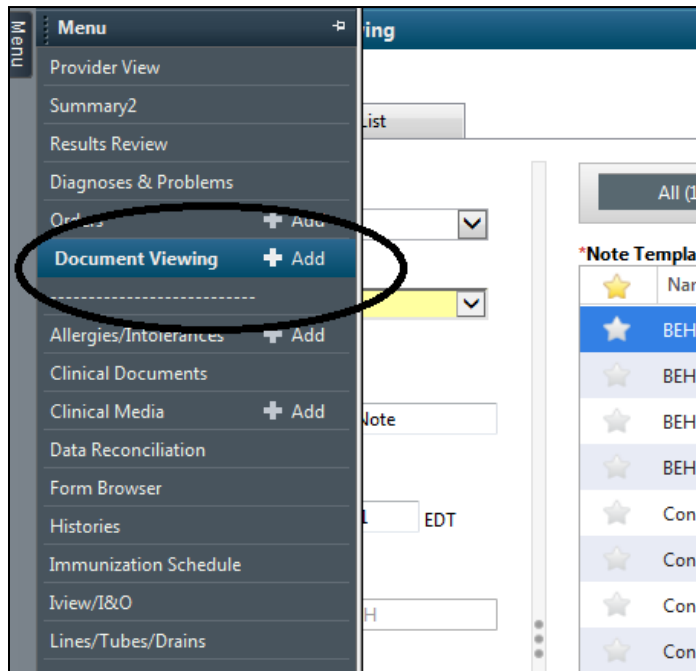 Menu
Menu
Provider View
Summary2
Results Review
Diagnoses & Problems
Orders Add
Document Viewing Add
---------------------------
Allergies/Intolerances Add
Clinical Documents
Clinical Media Add
Data Reconciliation
Form Browser
Histories
Immunization Schedule
Iview/I&O
Lines/Tubes/Drains
ing
List
Note
1 EDT
H
All (1
*Note Templa
Nar
BEH
BEH
BEH
BEH
Con
Con
Con
Con